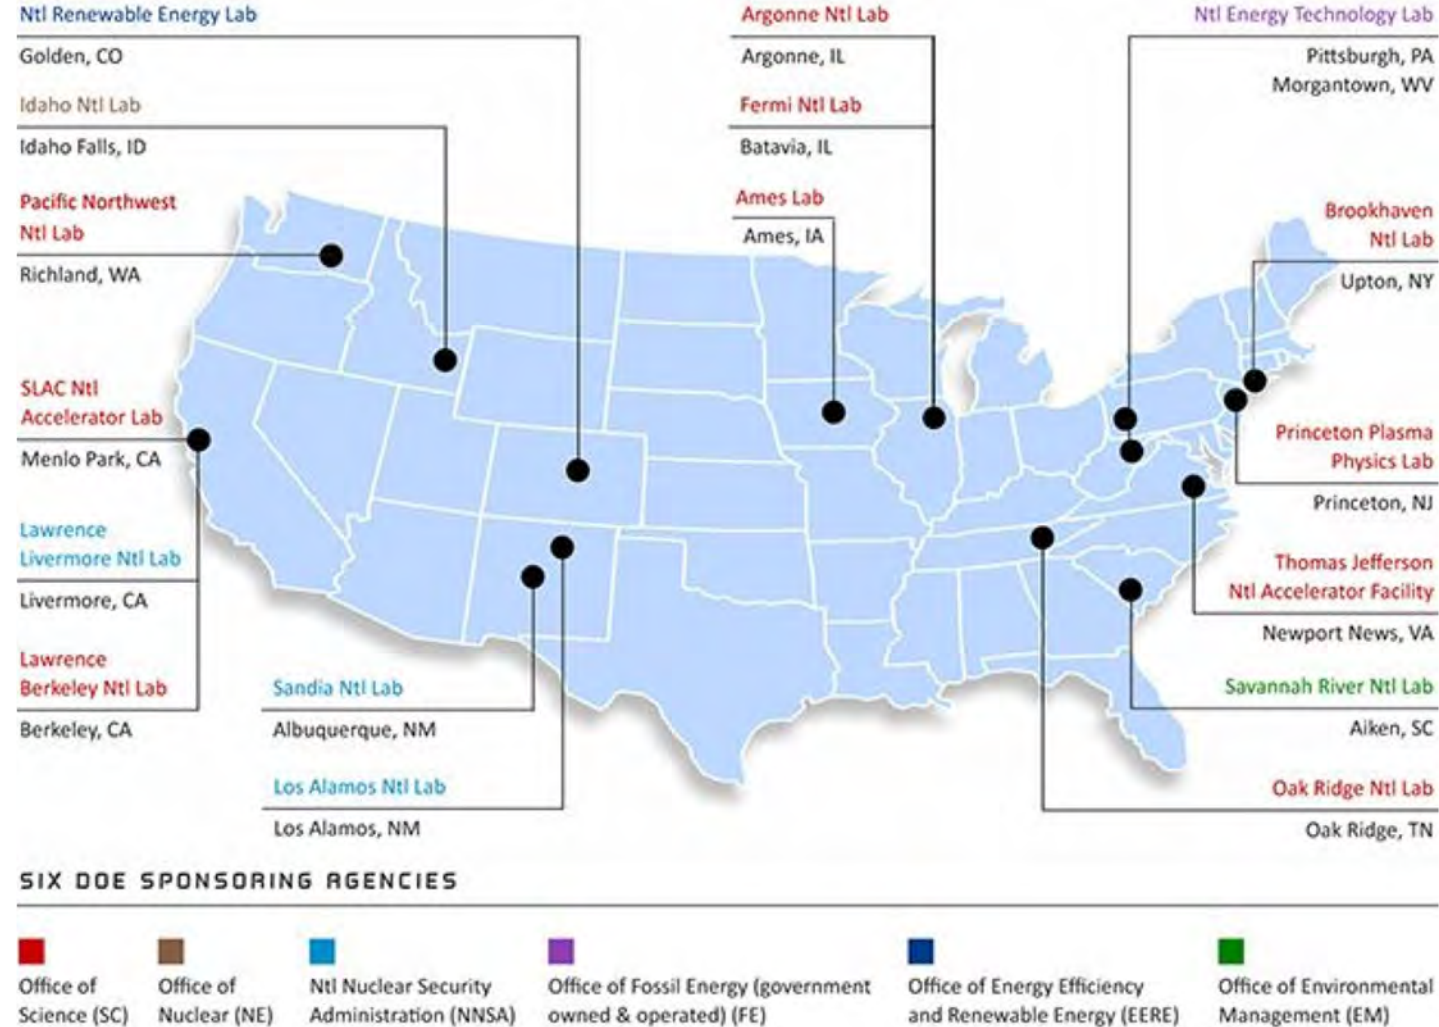 Ntl Renewable Energy Lab
Golden, CO
Idaho Ntl Lab
Idaho Falls, ID
Pacific Northwest
Ntl Lab
Richland, WA
SLAC Ntl
Accelerator Lab
Menlo Park, CA
Lawrence
Livermore Ntl Lab
Livermore, CA
Lawrence
Berkeley Ntl Lab
Berkeley, CA
Sandia Ntl Lab
Albuquerque, NM
Los Alamos Ntl Lab
Los Alamos, NM
Argonne Ntl Lab
Argonne, IL
Fermi Ntl Lab
Batavia, IL
Ames Lab
Ames, IA
Ntl Energy Technology Lab
Pittsburgh, PA
Morgantown, WV
Brookhaven
Ntl Lab
Upton, NY
Princeton Plasma
Physics Lab
Princeton, NJ
Thomas Jefferson
Ntl Accelerator Facility
Newport News, VA
Savannah River Ntl Lab
Aiken, SC
Oak Ridge Ntl Lab
Oak Ridge, TN
SIX DOE SPONSORING AGENCIES
Office of
Science (SC)
Office of
Nuclear (NE)
Ntl Nuclear Security
Administration (NNSA)
Office of Fossil Energy (government
owned & operated) (FE)
Office of Energy Efficiency
and Renewable Energy (EERE)
Office of Environmental
Management (EM)